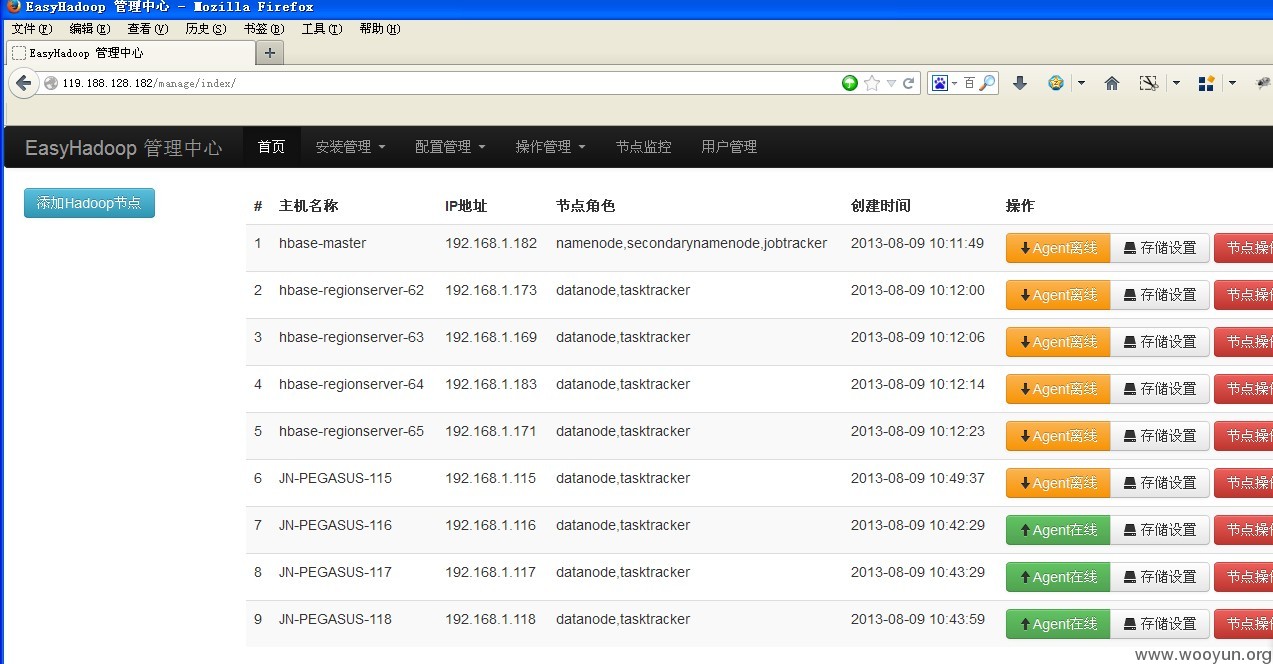 EasyHadoop 管理中心 - Mozilla Firefox
文件(F) 编辑(E) 查看(V) 历史(S) 书签(B) 工具(T) 帮助(H)
EasyHadoop 管理中心
119.188.128.182/manage/index/ 百
EasyHadoop 管理中心 首页 安装管理 配置管理 操作管理 节点监控 用户管理
添加Hadoop节点
# 主机名称 IP地址 节点角色 创建时间 操作
1 hbase-master 192.168.1.182 namenode,secondarynamenode,jobtracker 2013-08-09 10:11:49 Agent离线 存储设置 节点操
2 hbase-regionserver-62 192.168.1.173 datanode,tasktracker 2013-08-09 10:12:00 Agent离线 存储设置 节点操
3 hbase-regionserver-63 192.168.1.169 datanode,tasktracker 2013-08-09 10:12:06 Agent离线 存储设置 节点操
4 hbase-regionserver-64 192.168.1.183 datanode,tasktracker 2013-08-09 10:12:14 Agent离线 存储设置 节点操
5 hbase-regionserver-65 192.168.1.171 datanode,tasktracker 2013-08-09 10:12:23 Agent离线 存储设置 节点操
6 JN-PEGASUS-115 192.168.1.115 datanode,tasktracker 2013-08-09 10:49:37 Agent离线 存储设置 节点操
7 JN-PEGASUS-116 192.168.1.116 datanode,tasktracker 2013-08-09 10:42:29 Agent在线 存储设置 节点操
8 JN-PEGASUS-117 192.168.1.117 datanode,tasktracker 2013-08-09 10:43:29 Agent在线 存储设置 节点操
9 JN-PEGASUS-118 192.168.1.118 datanode,tasktracker 2013-08-09 10:43:59 Agent在线 存储设置 节点操
www.wooyun.org